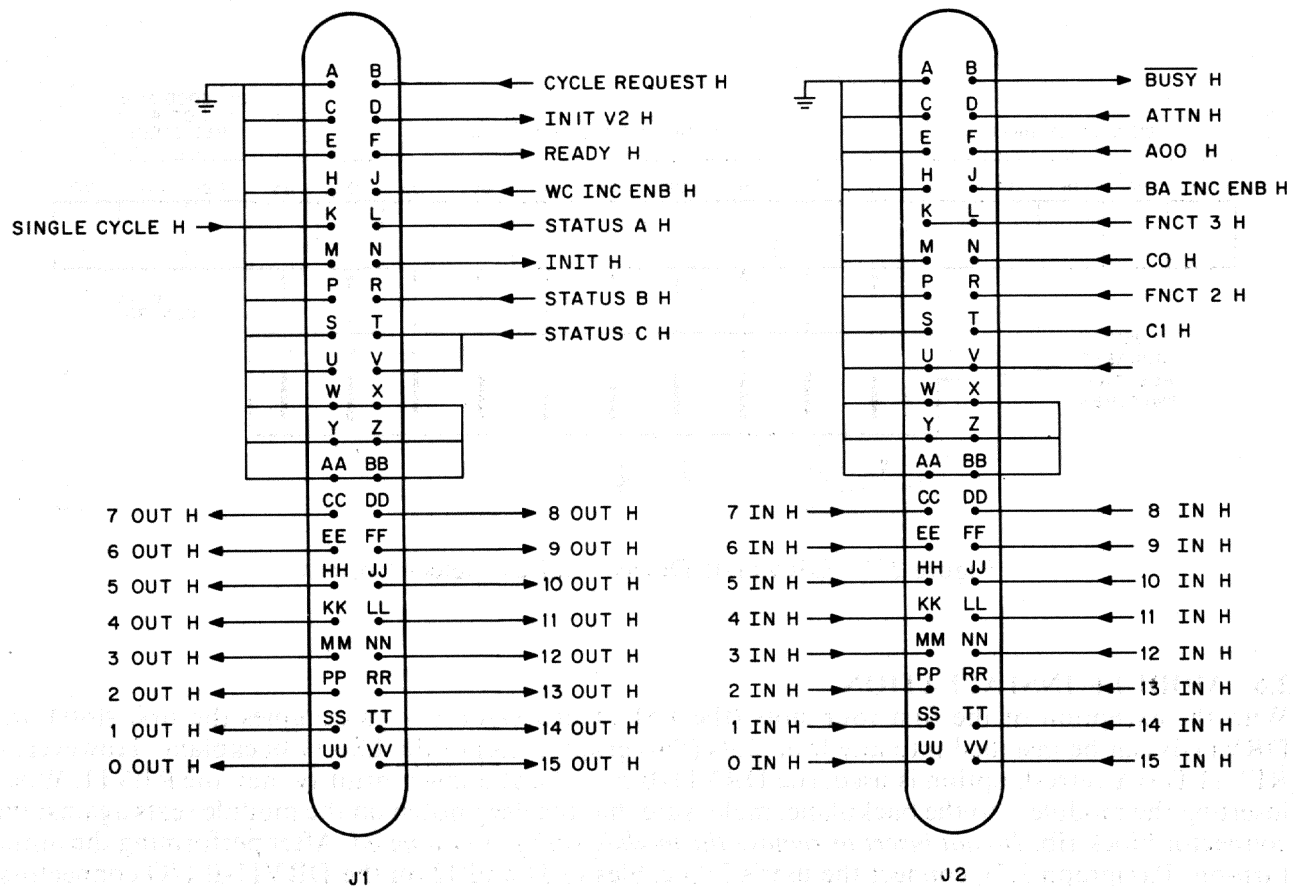 A B CYCLE REQUEST H
C D INIT V2 H
E F READY H
H J WC INC ENB H
SINGLE CYCLE H K L STATUS A H
M N INIT H
P R STATUS B H
S T STATUS C H
U V
W X
Y Z
AA BB
7 OUT H CC DD 8 OUT H
6 OUT H EE FF 9 OUT H
5 OUT H HH JJ 10 OUT H
4 OUT H KK LL 11 OUT H
3 OUT H MM NN 12 OUT H
2 OUT H PP RR 13 OUT H
1 OUT H SS TT 14 OUT H
0 OUT H UU VV 15 OUT H
J1
A B BUSY H
C D ATTN H
E F A00 H
H J BA INC ENB H
K L FNCT 3 H
M N C0 H
P R FNCT 2 H
S T C1 H
U V
W X
Y Z
AA BB
7 IN H CC DD 8 IN H
6 IN H EE FF 9 IN H
5 IN H HH JJ 10 IN H
4 IN H KK LL 11 IN H
3 IN H MM NN 12 IN H
2 IN H PP RR 13 IN H
1 IN H SS TT 14 IN H
0 IN H UU VV 15 IN H
J2